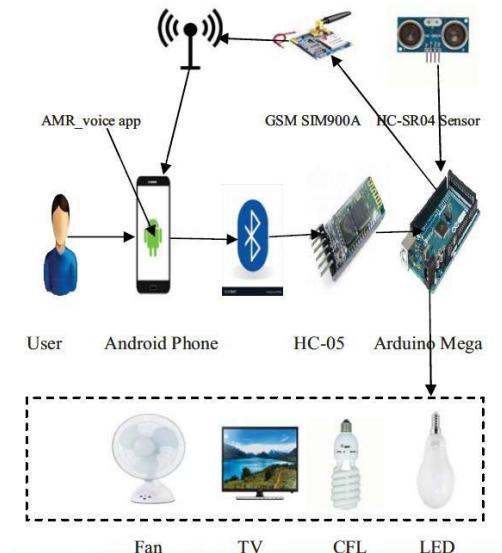 AMR_voice app
GSM SIM900A
HC-SR04 Sensor
User
Android Phone
HC-05
Arduino Mega
Fan
TV
CFL
LED